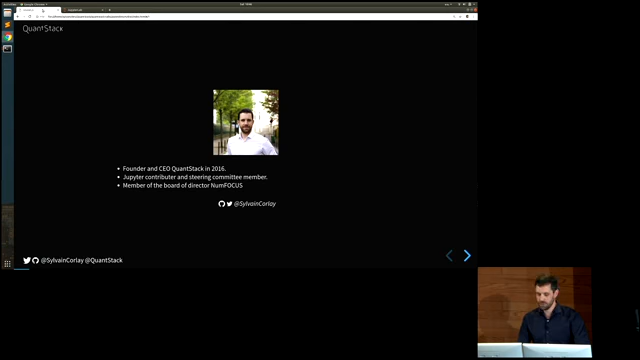 QuantStack
• Founder and CEO QuantStack in 2016.
• Jupyter contributer and steering committee member.
• Member of the board of director NumFOCUS
@SylvainCorlay
@SylvainCorlay @QuantStack